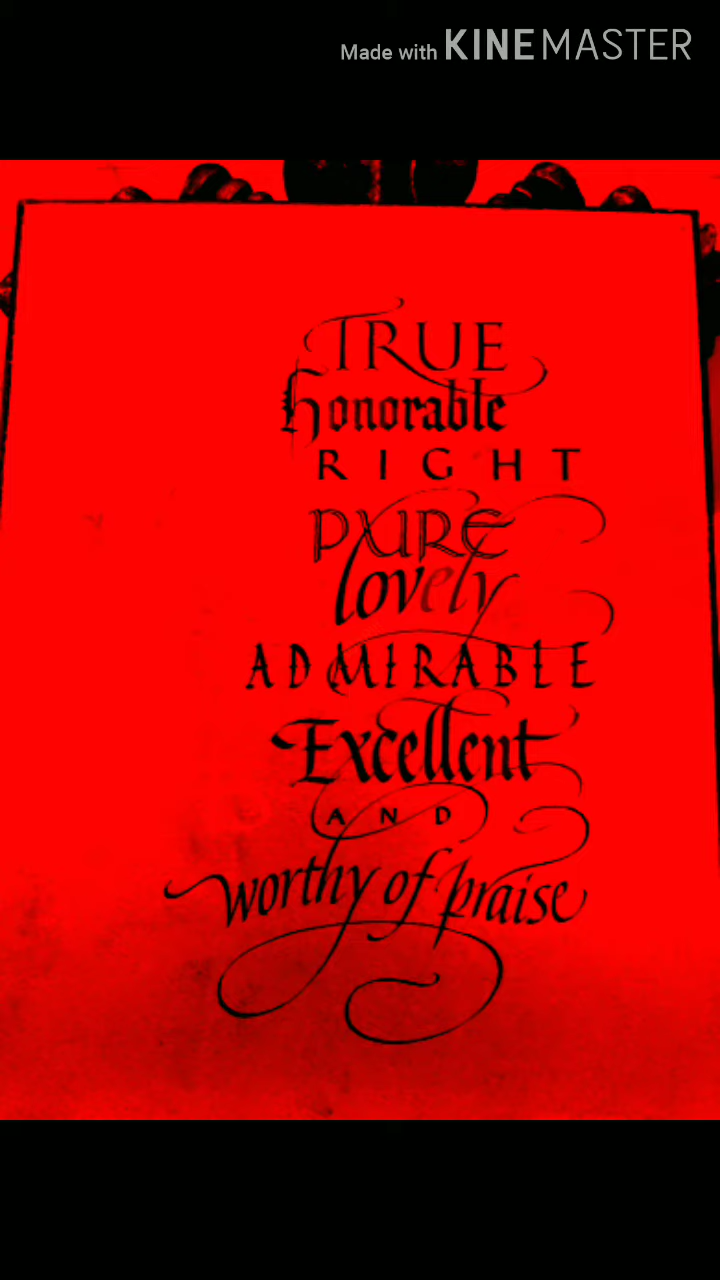 Made with KINEMASTER
TRUE
honorable
RIGHT
PURE
lovely
ADMIRABLE
Excellent
AND
worthy of praise